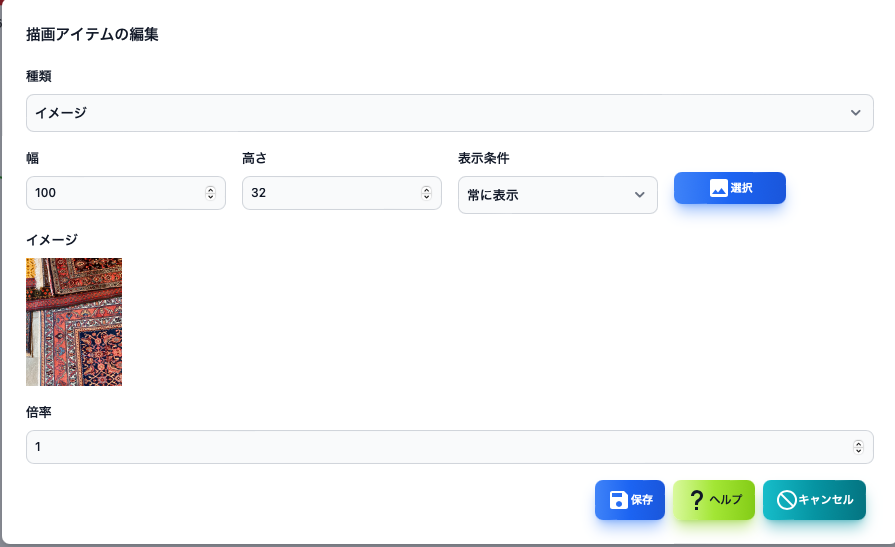 描画アイテムの編集
種類
イメージ
幅 高さ 表示条件
100 32 常に表示 選択
イメージ
倍率
1
保存 ? ヘルプ キャンセル